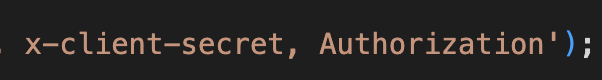 , x-client-secret, Authorization');